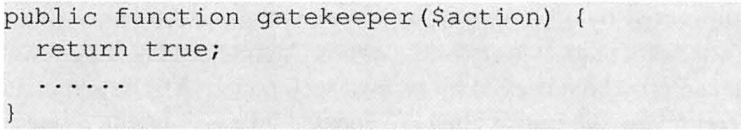 public function gatekeeper($action) {
  return true;
  ......
}